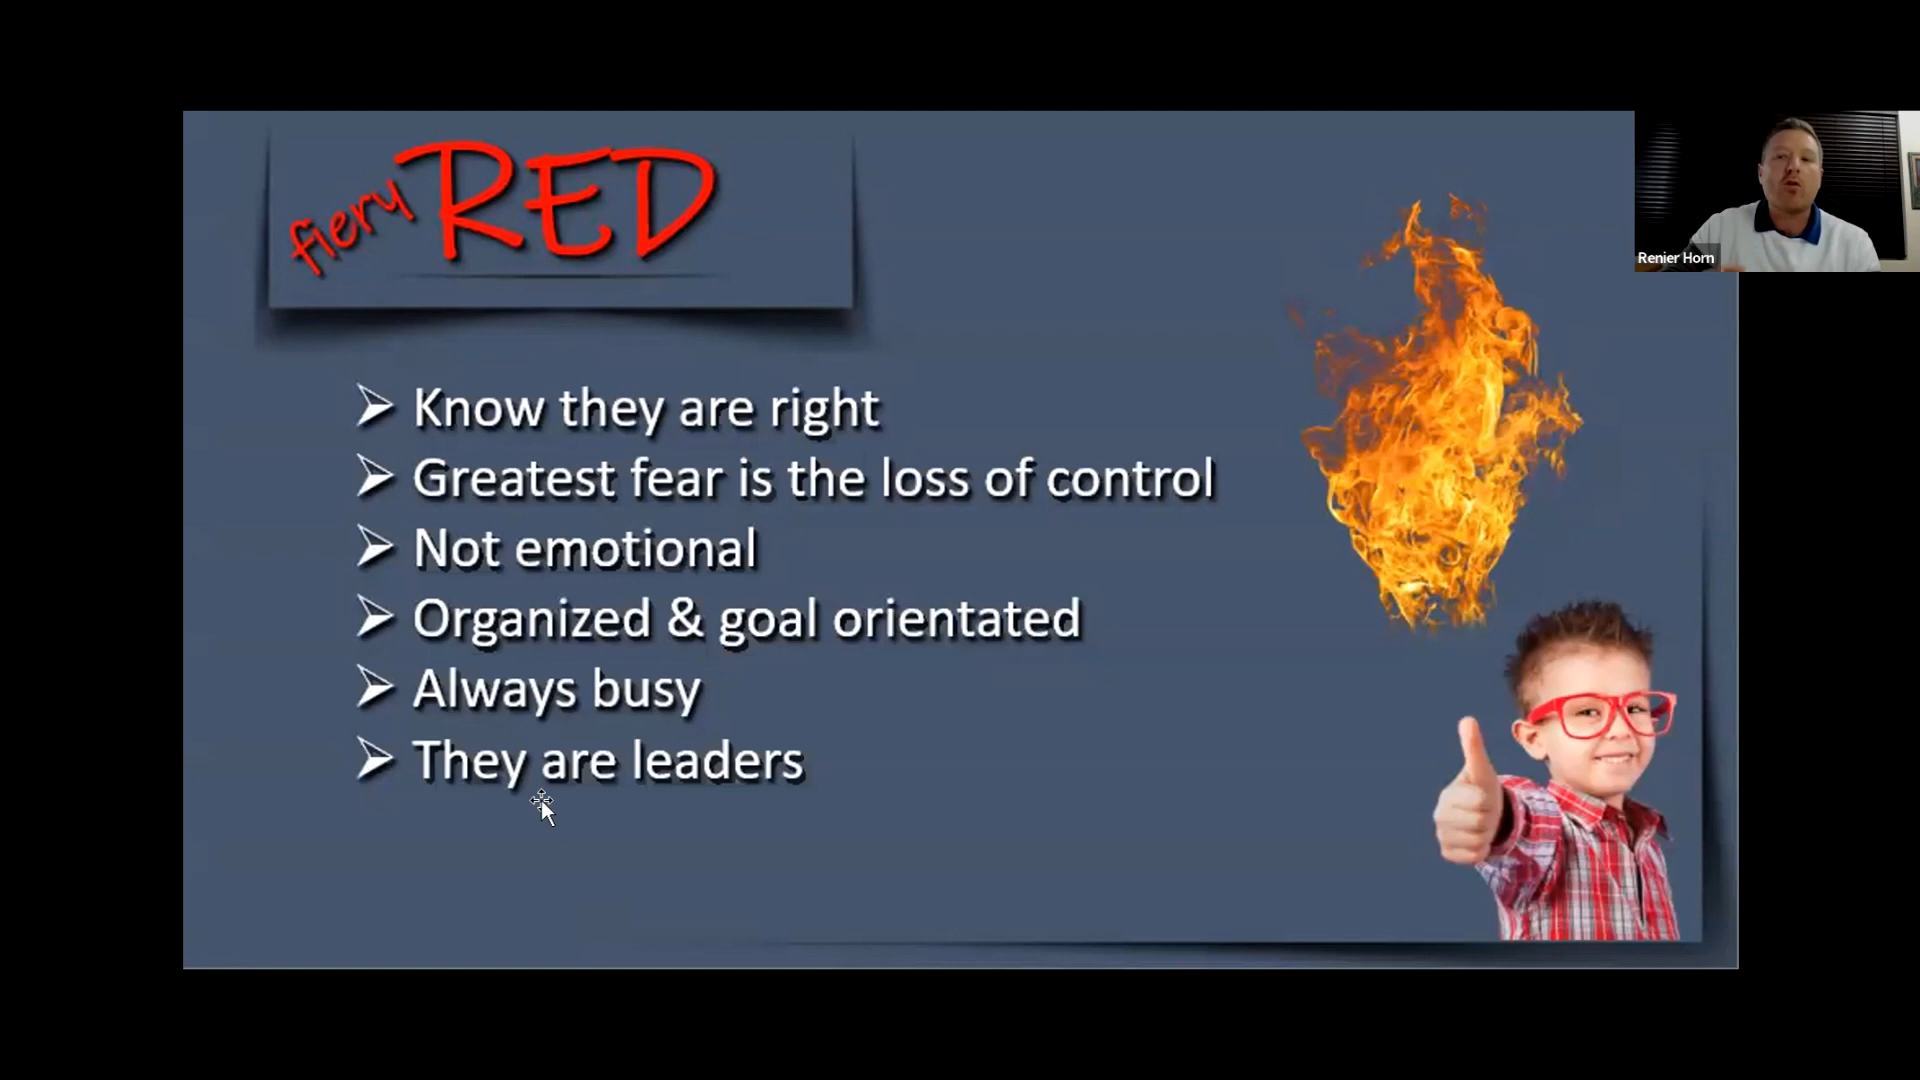 fiery RED
Know they are right
Greatest fear is the loss of control
Not emotional
Organized & goal orientated
Always busy
They are leaders
Renier Horn